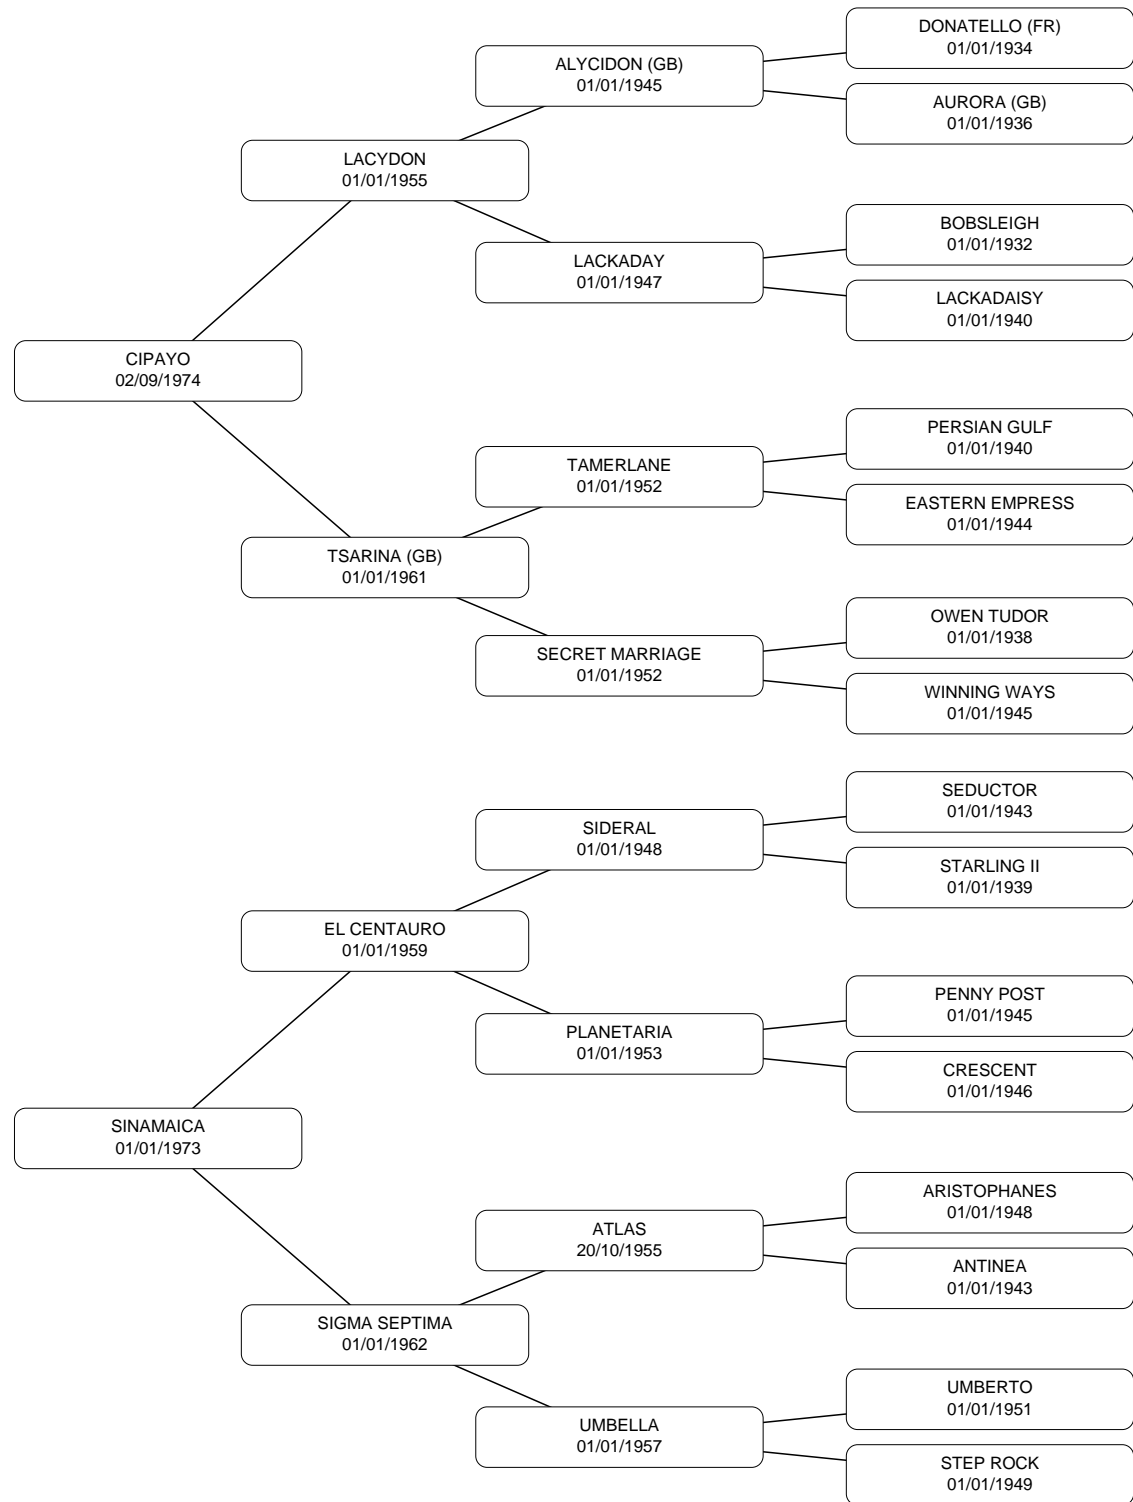 DONATELLO (FR)
01/01/1934
ALYCIDON (GB)
01/01/1945
AURORA (GB)
01/01/1936
LACYDON
01/01/1955
BOBSLEIGH
01/01/1932
LACKADAY
01/01/1947
LACKADAISY
01/01/1940
CIPAYO
02/09/1974
PERSIAN GULF
01/01/1940
TAMERLANE
01/01/1952
EASTERN EMPRESS
01/01/1944
TSARINA (GB)
01/01/1961
OWEN TUDOR
01/01/1938
SECRET MARRIAGE
01/01/1952
WINNING WAYS
01/01/1945
SEDUCTOR
01/01/1943
SIDERAL
01/01/1948
STARLING II
01/01/1939
EL CENTAURO
01/01/1959
PENNY POST
01/01/1945
PLANETARIA
01/01/1953
CRESCENT
01/01/1946
SINAMAICA
01/01/1973
ARISTOPHANES
01/01/1948
ATLAS
20/10/1955
ANTINEA
01/01/1943
SIGMA SEPTIMA
01/01/1962
UMBERTO
01/01/1951
UMBELLA
01/01/1957
STEP ROCK
01/01/1949